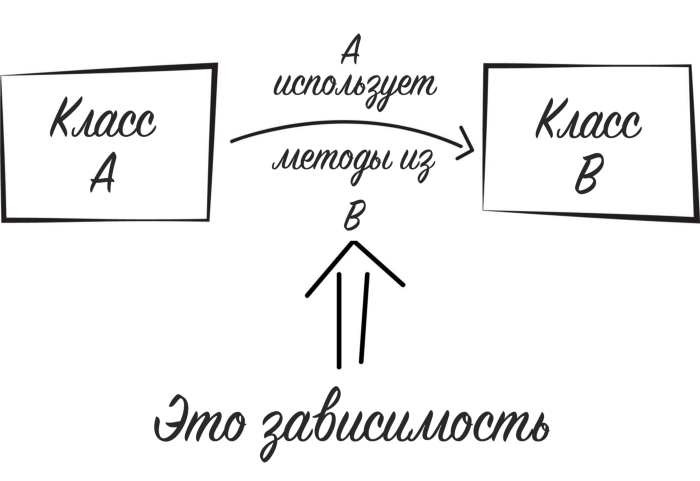 Класс
А
А
использует
методы из
В
Класс
В
Это зависимость